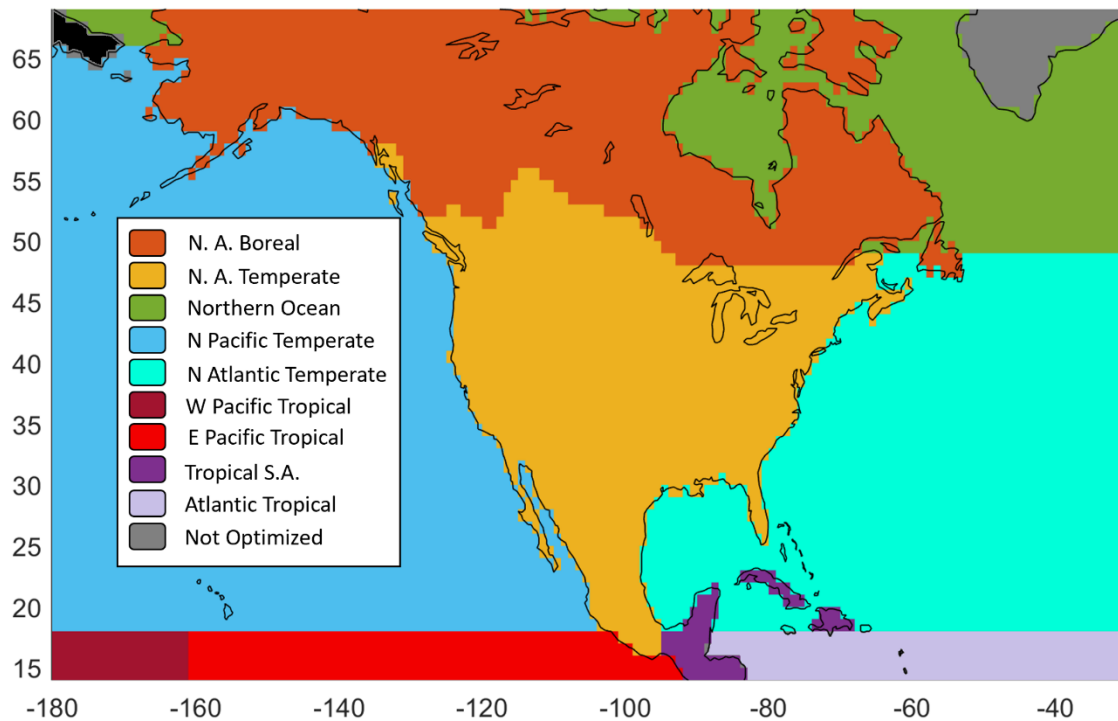 65
60
55
50
45
40
35
30
25
20
15
N. A. Boreal
N. A. Temperate
Northern Ocean
N Pacific Temperate
N Atlantic Temperate
W Pacific Tropical
E Pacific Tropical
Tropical S.A.
Atlantic Tropical
Not Optimized
-180 -160 -140 -120 -100 -80 -60 -40